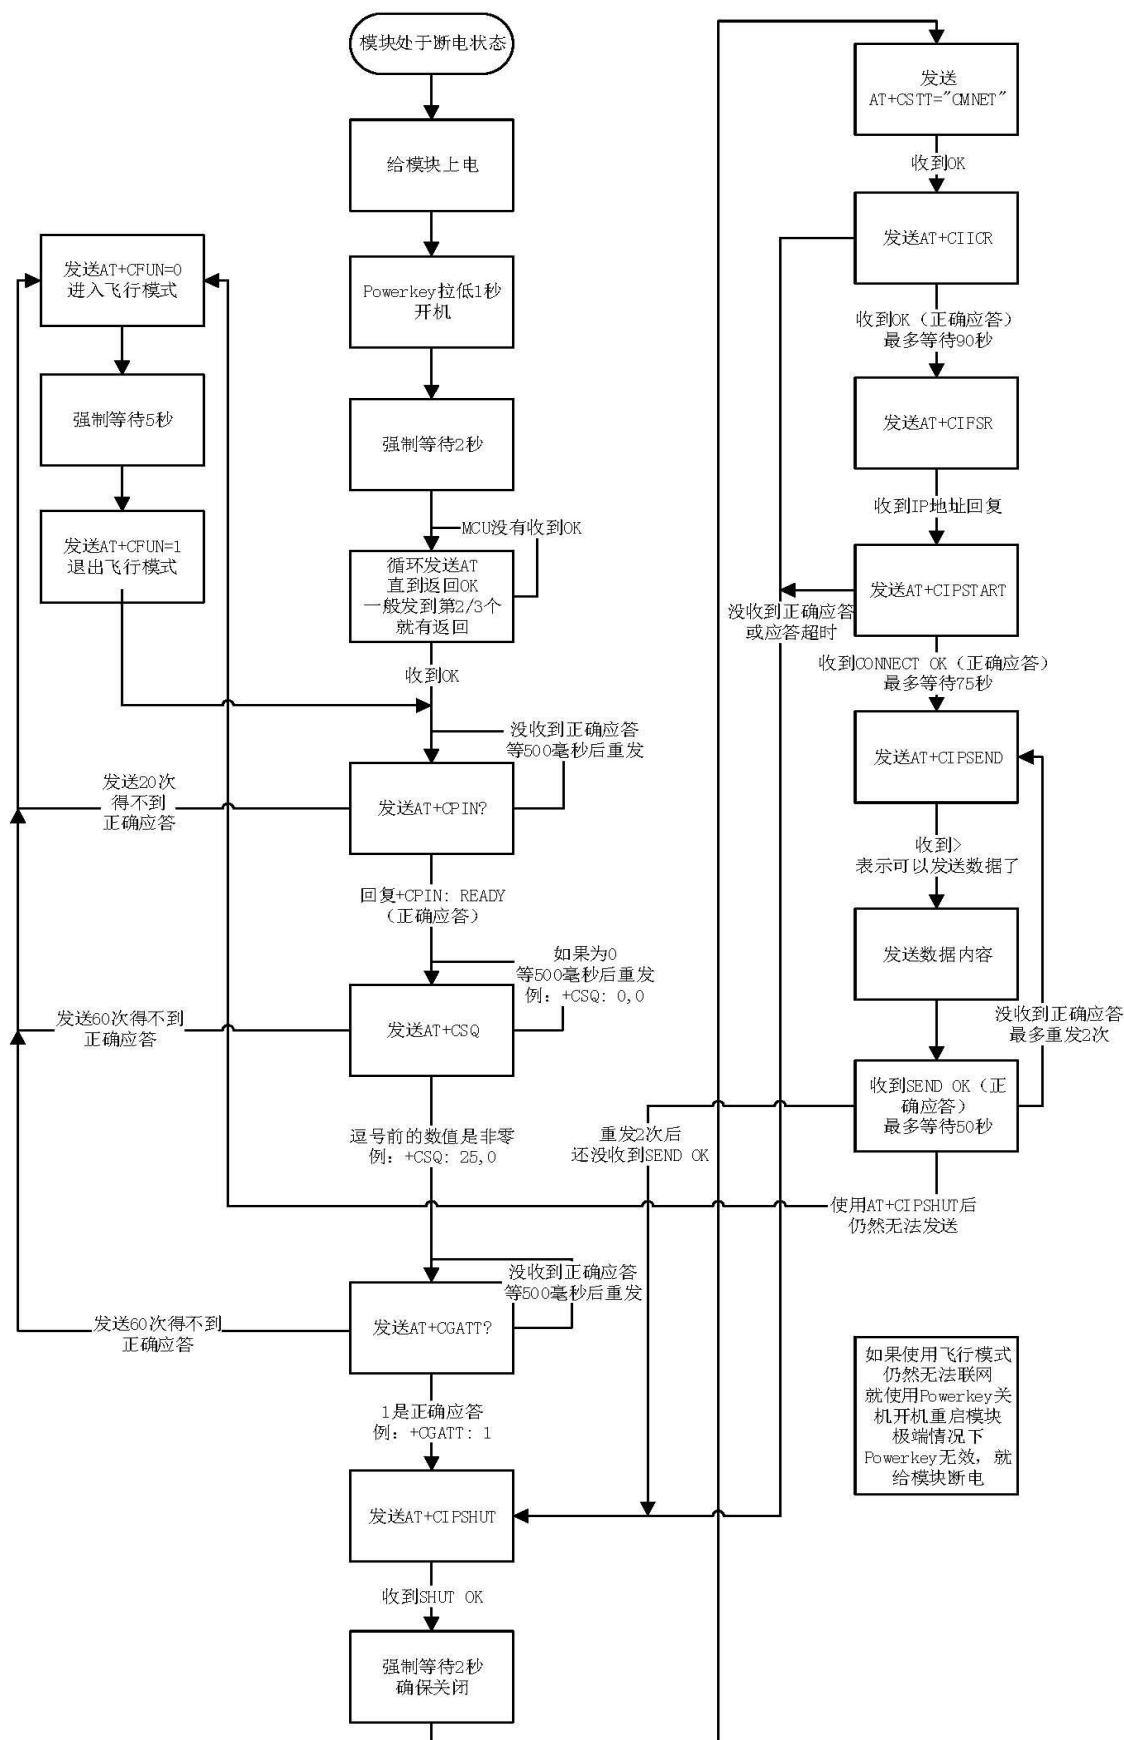 模块处于断电状态
给模块上电
Powerkey拉低1秒
开机
强制等待2秒
MCU没有收到OK
循环发送AT
直到返回OK
一般发到第2/3个
就有返回
收到OK
发送AT+CFUN=0
进入飞行模式
强制等待5秒
发送AT+CFUN=1
退出飞行模式
没收到正确应答
等500毫秒后重发
发送20次
得不到
正确应答
发送AT+CPIN?
回复+CPIN: READY
（正确应答）
如果为0
等500毫秒后重发
例：+CSQ: 0,0
发送60次得不到
正确应答
发送AT+CSQ
逗号前的数值是非零
例：+CSQ: 25,0
没收到正确应答
等500毫秒后重发
发送60次得不到
正确应答
发送AT+CGATT?
1是正确应答
例：+CGATT: 1
发送AT+CIPSHUT
收到SHUT OK
强制等待2秒
确保关闭
发送
AT+CSTT="CMNET"
收到OK
发送AT+CIICR
收到OK（正确应答）
最多等待90秒
发送AT+CIFSR
收到IP地址回复
发送AT+CIPSTART
没收到正确应答
或应答超时
收到CONNECT OK（正确应答）
最多等待75秒
发送AT+CIPSEND
收到>
表示可以发送数据了
发送数据内容
没收到正确应答
最多重发2次
收到SEND OK（正
确应答）
最多等待50秒
重发2次后
还没收到SEND OK
使用AT+CIPSHUT后
仍然无法发送
如果使用飞行模式
仍然无法联网
就使用Powerkey关
机开机重启模块
极端情况下
Powerkey无效，就
给模块断电